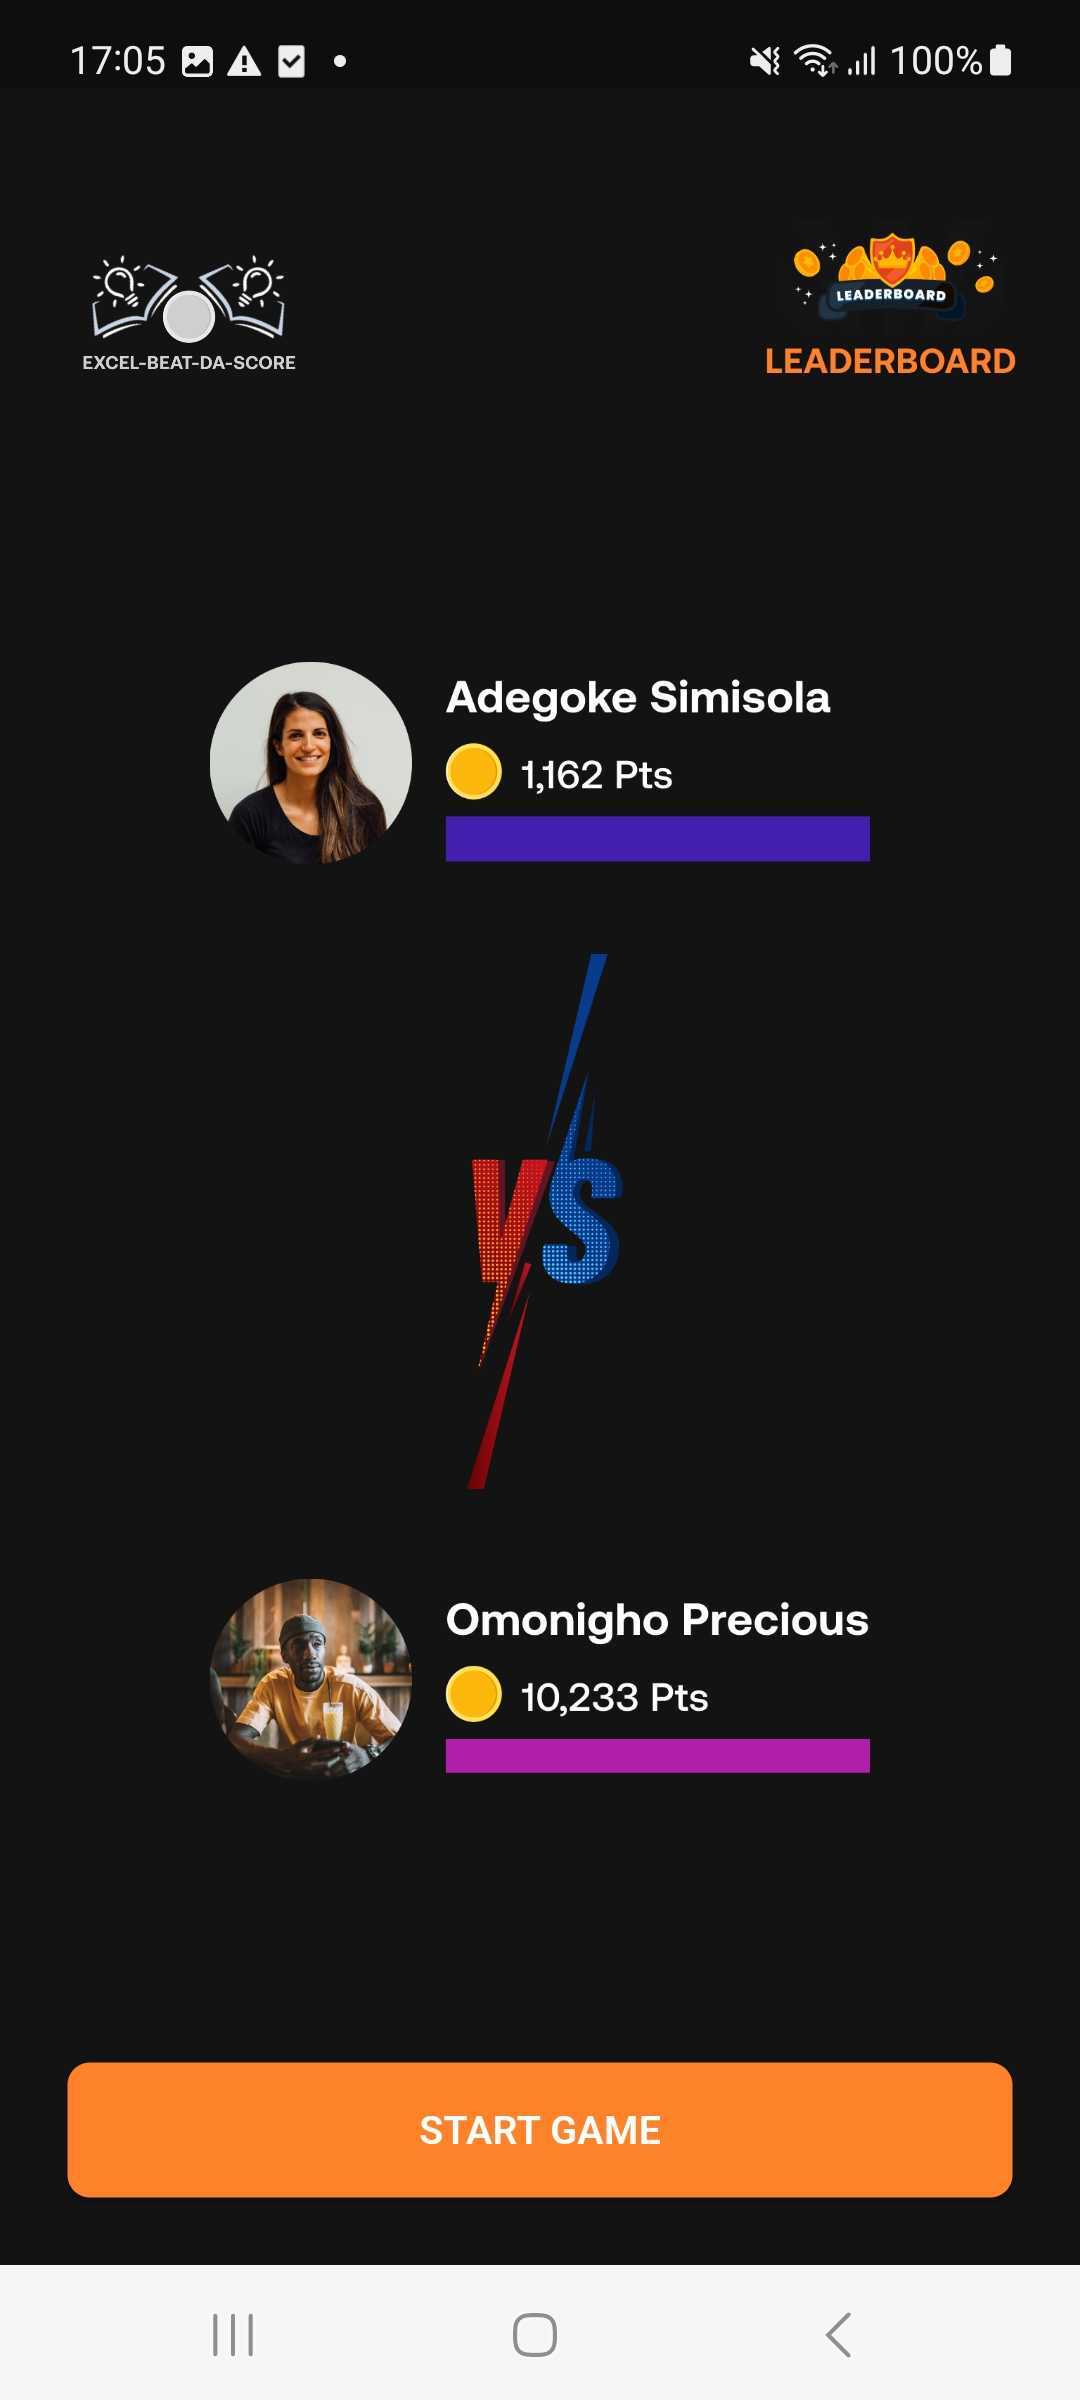 17:05
100%
EXCEL-BEAT-DA-SCORE
LEADERBOARD
LEADERBOARD
Adegoke Simisola
1,162 Pts
VS
Omonigho Precious
10,233 Pts
START GAME